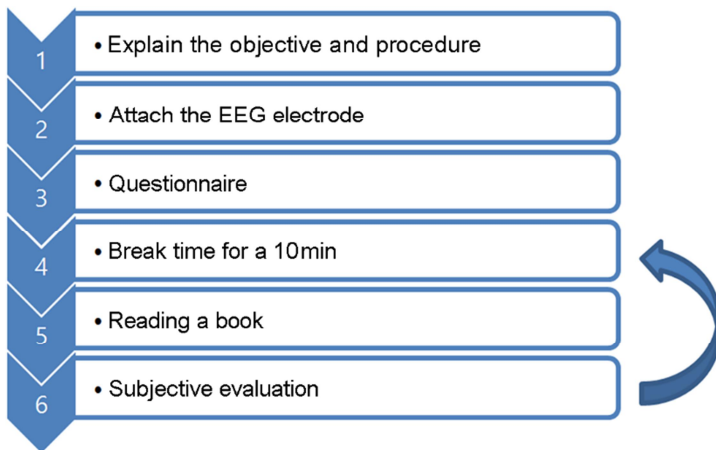 1 • Explain the objective and procedure
2 • Attach the EEG electrode
3 • Questionnaire
4 • Break time for a 10min
5 • Reading a book
6 • Subjective evaluation